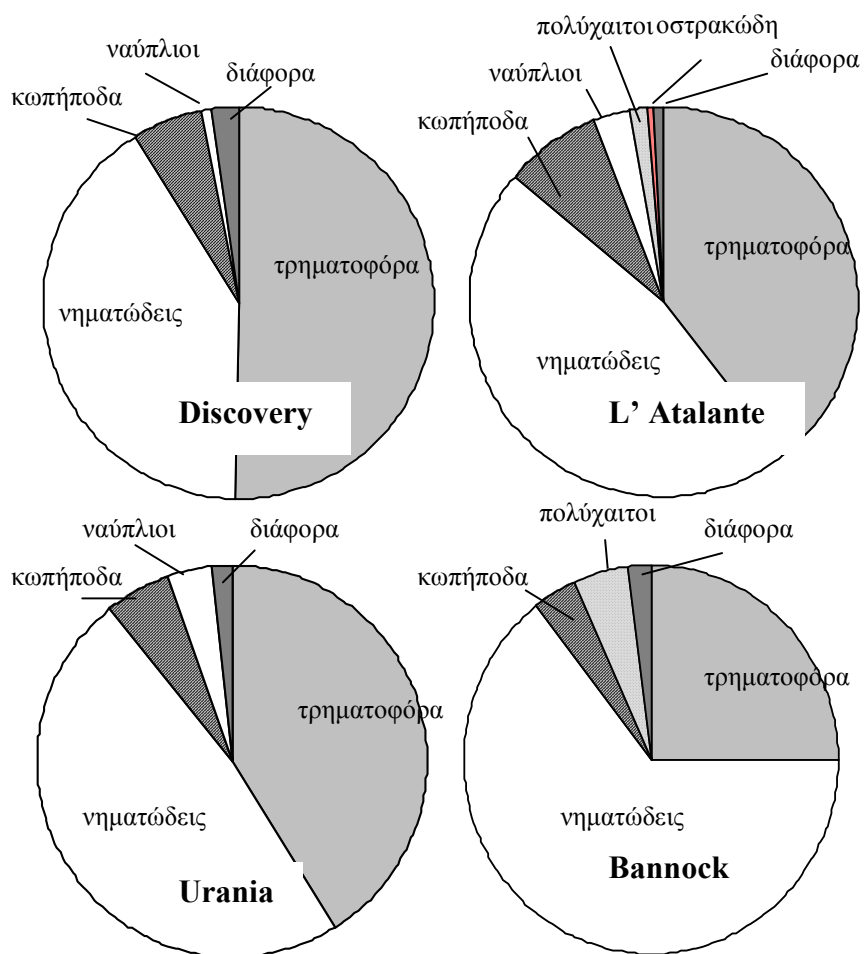 ναύπλιοι
διάφορα
κωπήποδα
τρηματοφόρα
νηματώδεις
Discovery
πολύχαιτοι οστρακώδη
ναύπλιοι
διάφορα
κωπήποδα
τρηματοφόρα
νηματώδεις
L’ Atalante
ναύπλιοι
διάφορα
κωπήποδα
τρηματοφόρα
νηματώδεις
Urania
πολύχαιτοι
διάφορα
κωπήποδα
τρηματοφόρα
νηματώδεις
Bannock